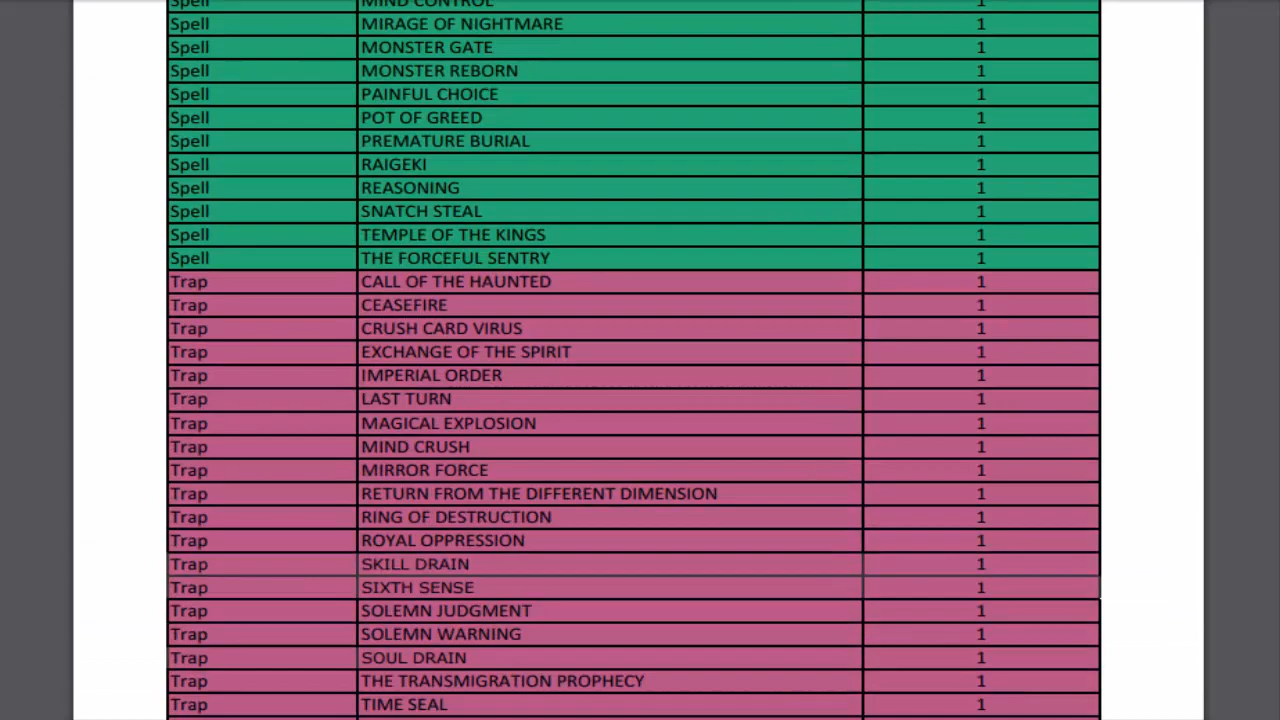 Spell MIND CONTROL 1
Spell MIRAGE OF NIGHTMARE 1
Spell MONSTER GATE 1
Spell MONSTER REBORN 1
Spell PAINFUL CHOICE 1
Spell POT OF GREED 1
Spell PREMATURE BURIAL 1
Spell RAIGEKI 1
Spell REASONING 1
Spell SNATCH STEAL 1
Spell TEMPLE OF THE KINGS 1
Spell THE FORCEFUL SENTRY 1
Trap CALL OF THE HAUNTED 1
Trap CEASEFIRE 1
Trap CRUSH CARD VIRUS 1
Trap EXCHANGE OF THE SPIRIT 1
Trap IMPERIAL ORDER 1
Trap LAST TURN 1
Trap MAGICAL EXPLOSION 1
Trap MIND CRUSH 1
Trap MIRROR FORCE 1
Trap RETURN FROM THE DIFFERENT DIMENSION 1
Trap RING OF DESTRUCTION 1
Trap ROYAL OPPRESSION 1
Trap SKILL DRAIN 1
Trap SIXTH SENSE 1
Trap SOLEMN JUDGMENT 1
Trap SOLEMN WARNING 1
Trap SOUL DRAIN 1
Trap THE TRANSMIGRATION PROPHECY 1
Trap TIME SEAL 1